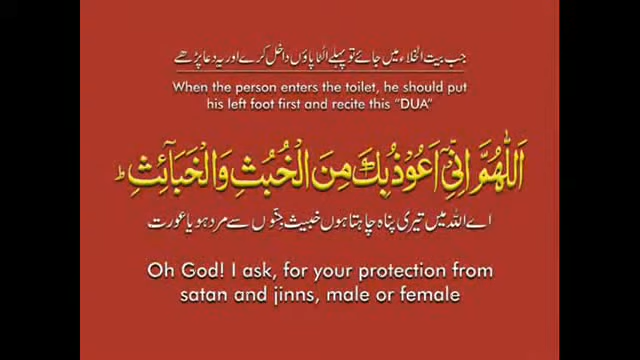 جب بیت الخلاء میں جائے تو پہلے الٹا پاؤں داخل کرے اور یہ دعا پڑھے
When the person enters the toilet, he should put
his left foot first and recite this "DUA"
اَللّٰهُمَّ اِنِّیْۤ اَعُوْذُ بِكَ مِنَ الْخُبُثِ وَالْخَبَآئِثِ ؕ
اے اللہ میں تیری پناہ چاہتا ہوں خبیث جنوں سے مرد ہو یا عورت
Oh God! I ask, for your protection from
satan and jinns, male or female